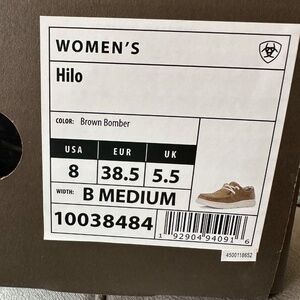 WOMEN'S
Hilo
COLOR: Brown Bomber
USA EUR UK
8 38.5 5.5
WIDTH: B MEDIUM
10038484
1 92904 94091 6
4500118652